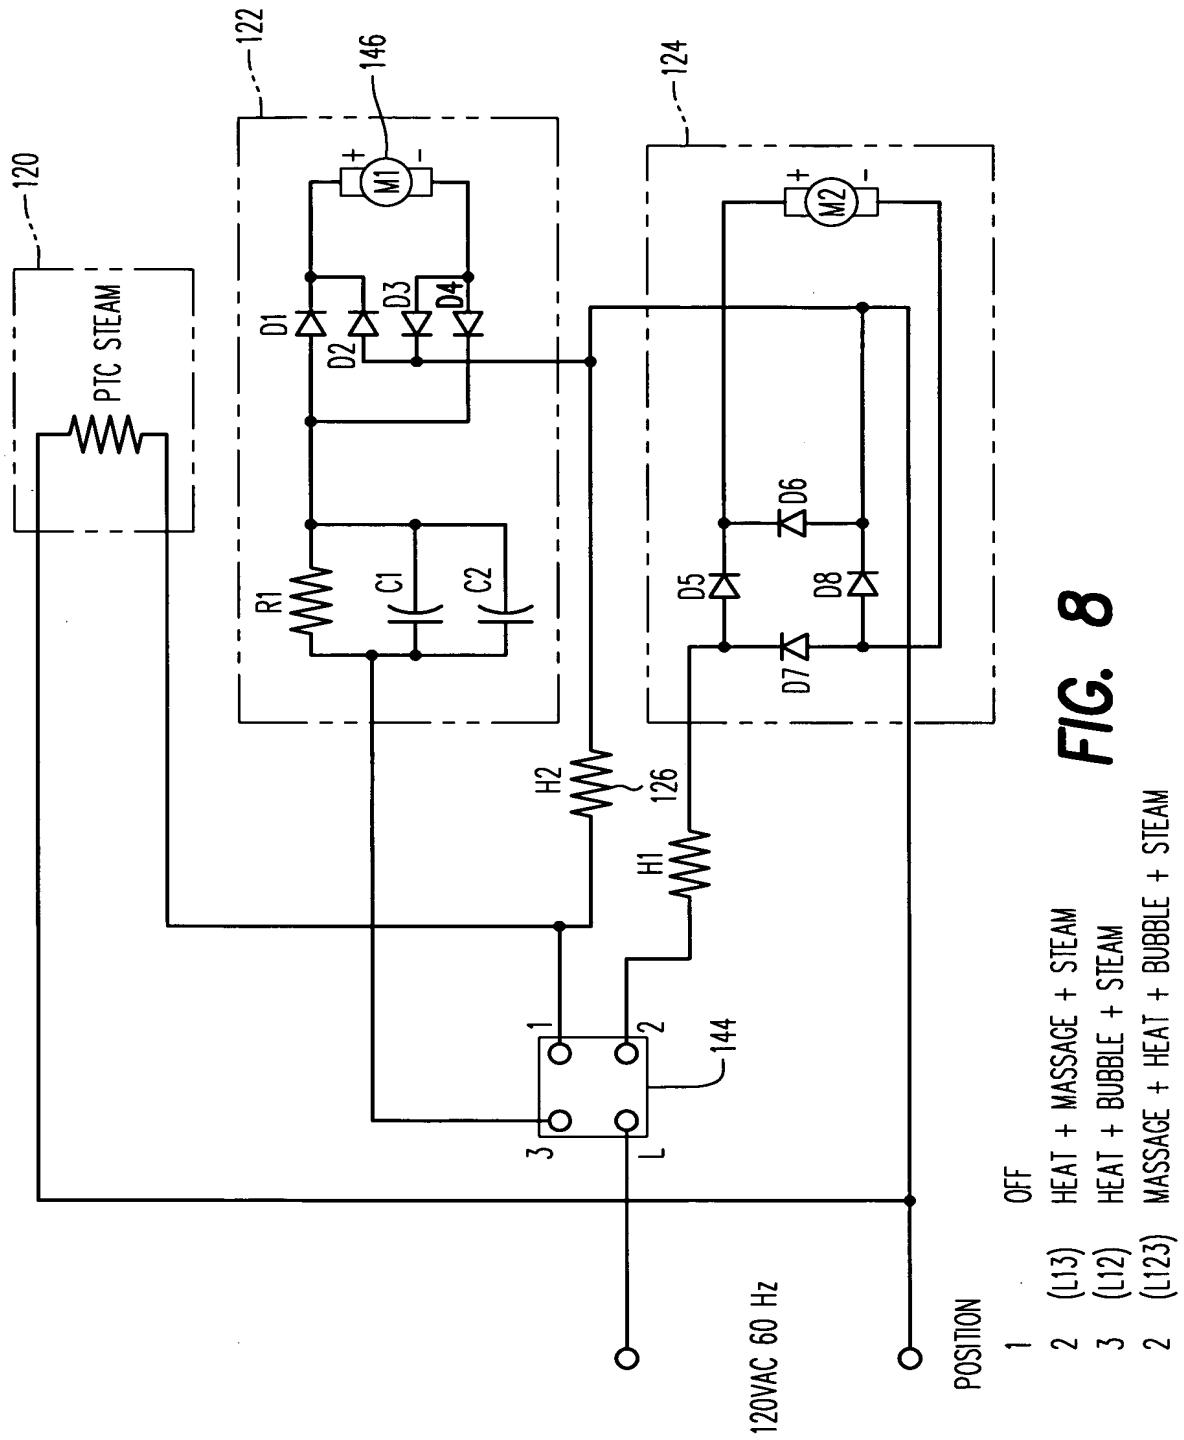 120
PTC STEAM
122
146
M1
+
-
D1
D2
D3
D4
R1
C1
C2
124
M2
+
-
D5
D6
D7
D8
H2
126
H1
1
2
3
L
144
120VAC 60 Hz
POSITION
1 OFF
2 (L13) HEAT + MASSAGE + STEAM
3 (L12) HEAT + BUBBLE + STEAM
2 (L123) MASSAGE + HEAT + BUBBLE + STEAM
FIG. 8